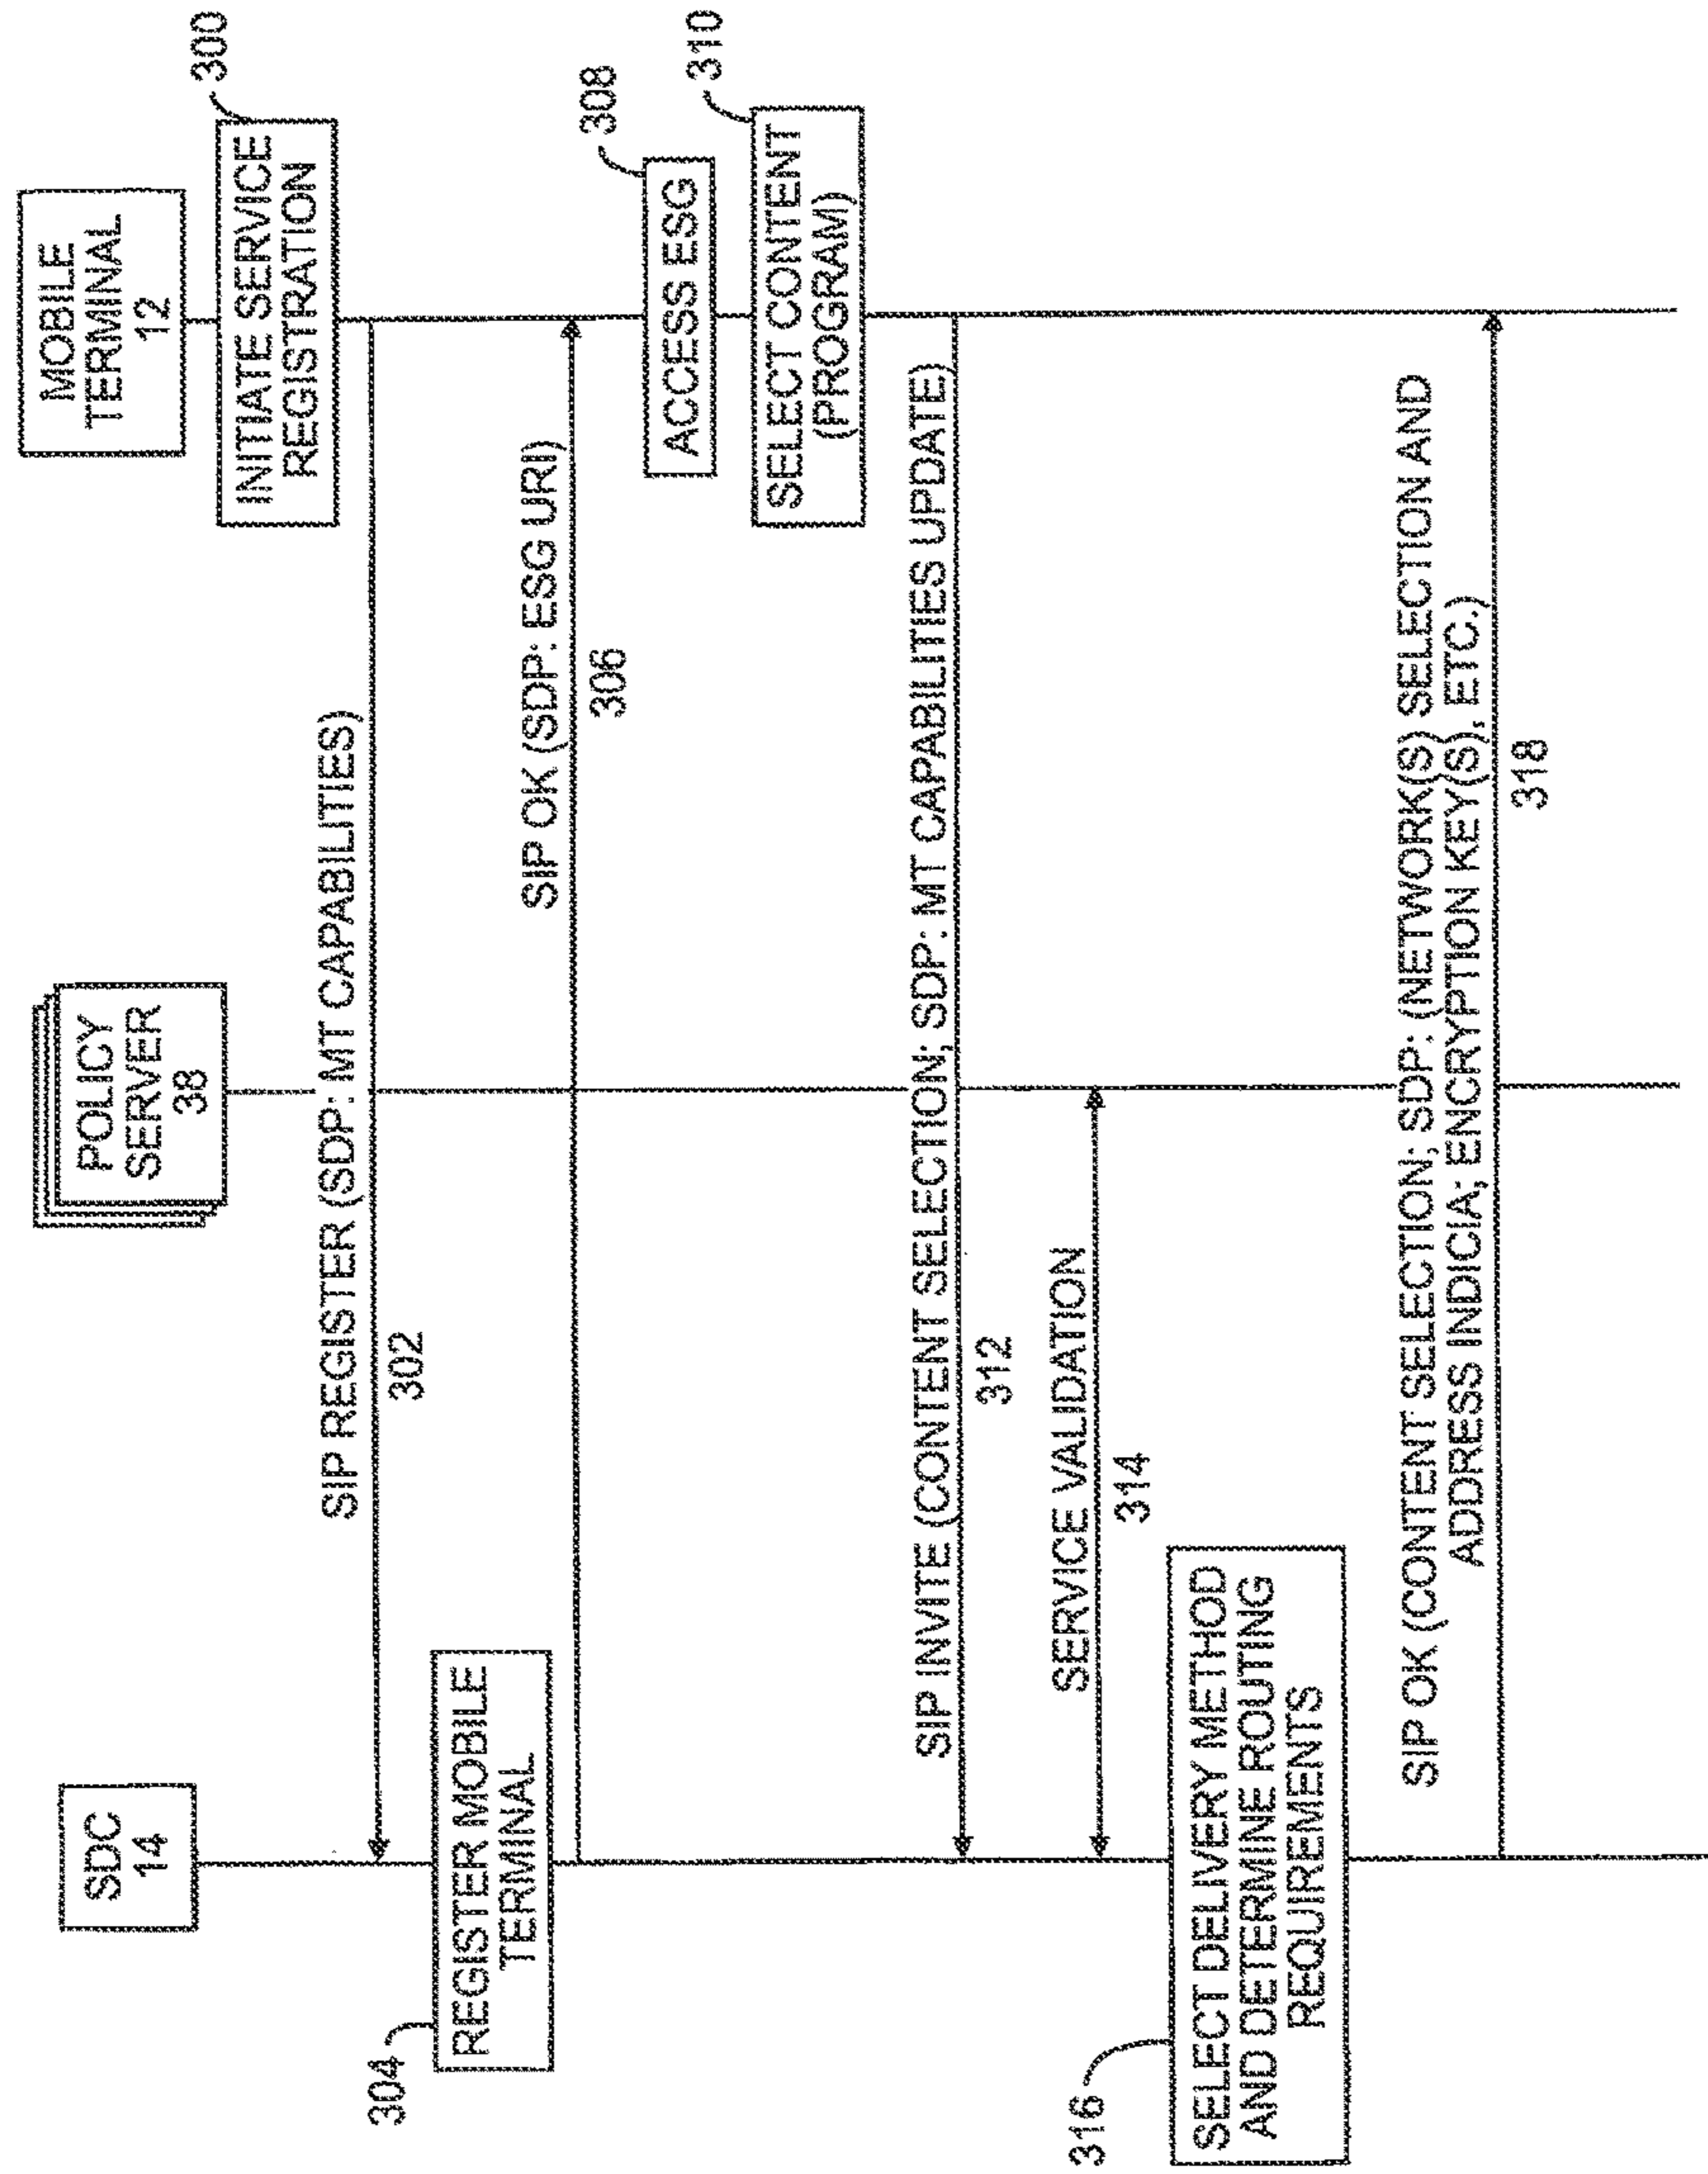 SDC
14
POLICY
SERVER
38
MOBILE
TERMINAL
12
INITIATE SERVICE
REGISTRATION
300
SIP REGISTER (SDP: MT CAPABILITIES)
302
304
REGISTER MOBILE
TERMINAL
SIP OK (SDP: ESG URI)
306
ACCESS ESG
308
SELECT CONTENT
(PROGRAM)
310
SIP INVITE (CONTENT SELECTION; SDP: MT CAPABILITIES UPDATE)
312
SERVICE VALIDATION
314
316
SELECT DELIVERY METHOD
AND DETERMINE ROUTING
REQUIREMENTS
SIP OK (CONTENT SELECTION; SDP: (NETWORK(S) SELECTION AND
ADDRESS INDICIA; ENCRYPTION KEY(S), ETC.)
318